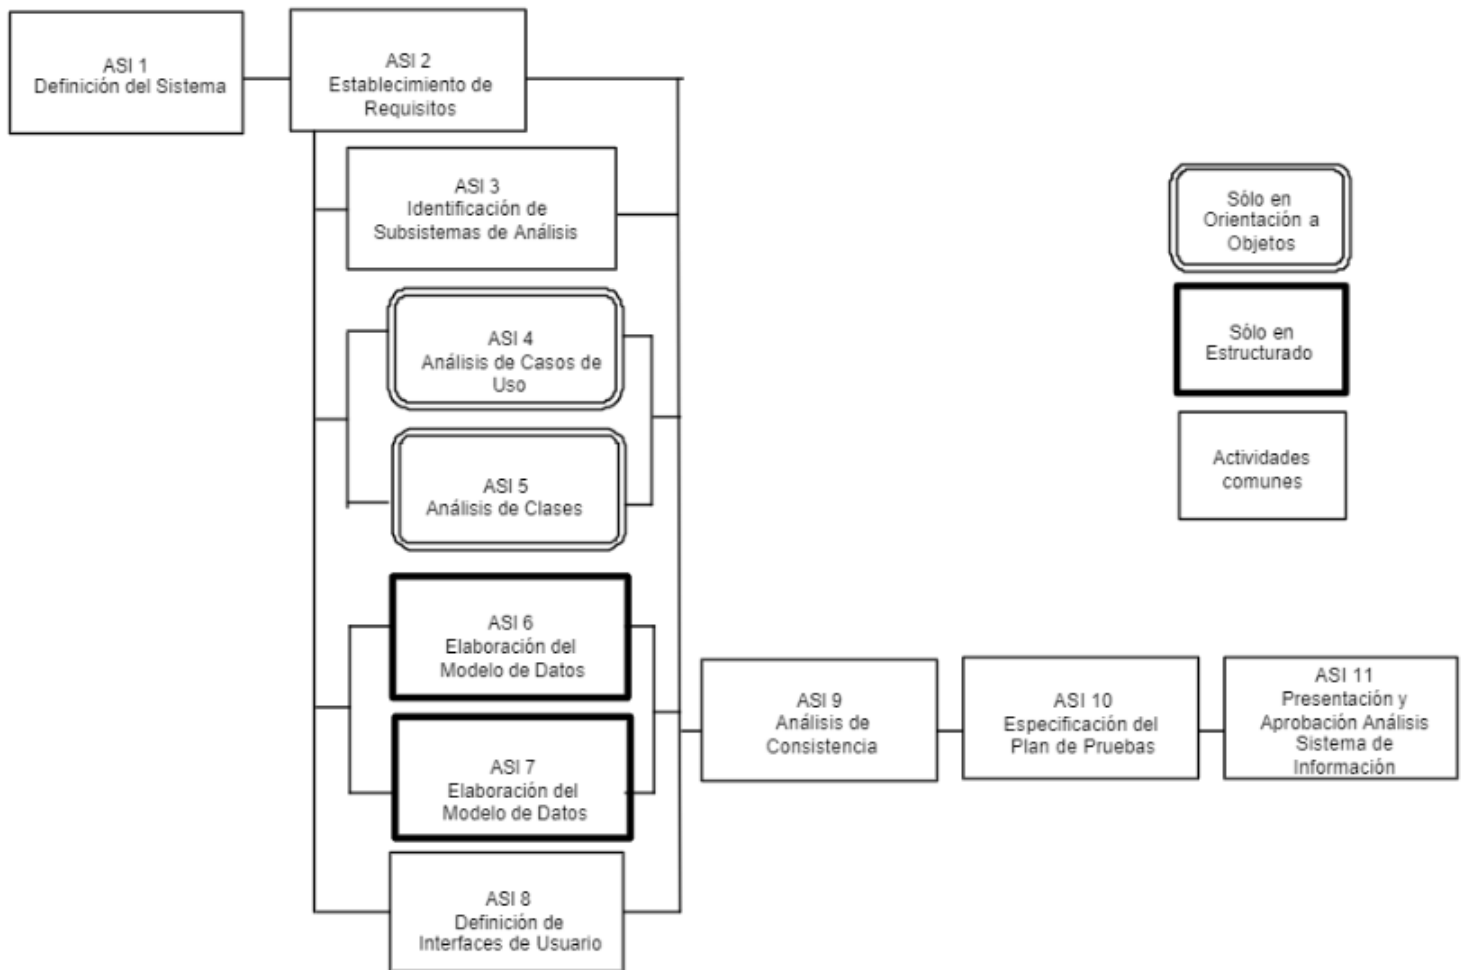 ASI 1
Definición del Sistema
ASI 2
Establecimiento de
Requisitos
ASI 3
Identificación de
Subsistemas de Análisis
ASI 4
Análisis de Casos de
Uso
ASI 5
Análisis de Clases
ASI 6
Elaboración del
Modelo de Datos
ASI 7
Elaboración del
Modelo de Datos
ASI 8
Definición de
Interfaces de Usuario
ASI 9
Análisis de
Consistencia
ASI 10
Especificación del
Plan de Pruebas
ASI 11
Presentación y
Aprobación Análisis
Sistema de
Información
Sólo en
Orientación a
Objetos
Sólo en
Estructurado
Actividades
comunes